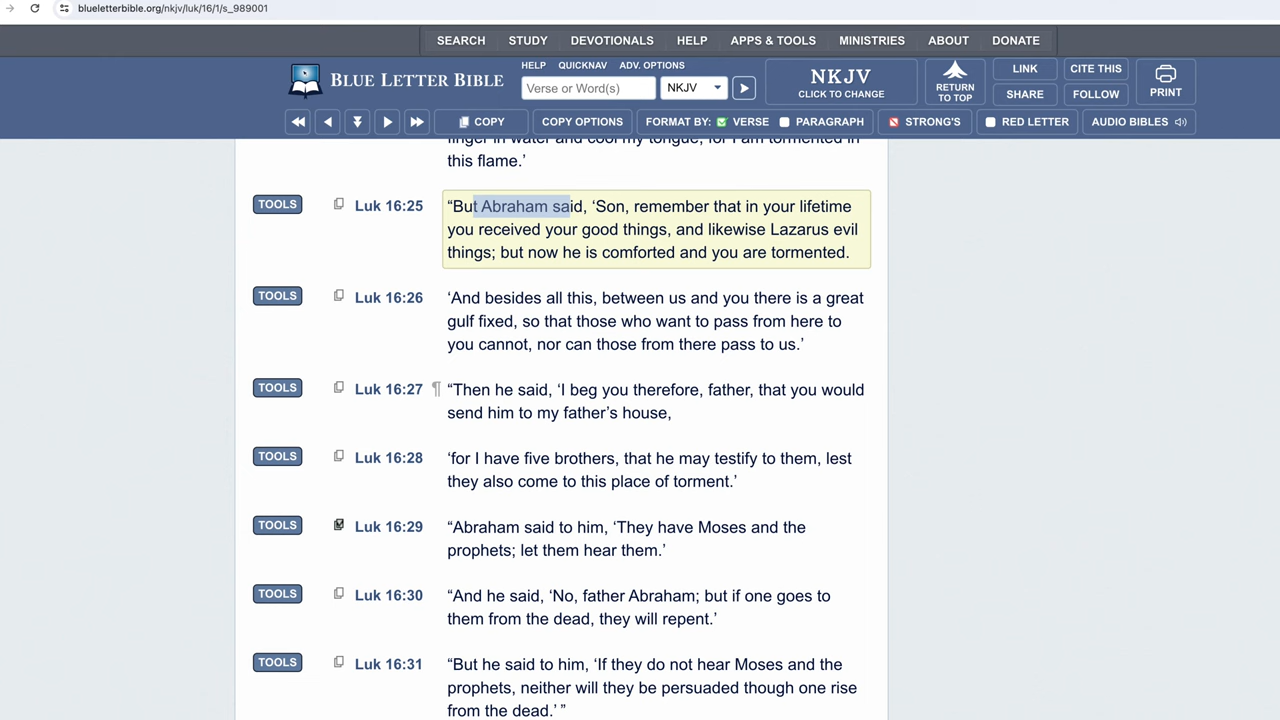 blueletterbible.org/nkjv/luk/16/1/s_989001
SEARCH STUDY DEVOTIONALS HELP APPS & TOOLS MINISTRIES ABOUT DONATE
BLUE LETTER BIBLE
HELP QUICKNAV ADV. OPTIONS
Verse or Word(s) NKJV
NKJV
CLICK TO CHANGE
RETURN
TO TOP
LINK CITE THIS
SHARE FOLLOW
PRINT
COPY COPY OPTIONS FORMAT BY: VERSE PARAGRAPH STRONG'S RED LETTER AUDIO BIBLES
finger in water and cool my tongue; for I am tormented in
this flame.’
TOOLS Luk 16:25 “But Abraham said, ‘Son, remember that in your lifetime
you received your good things, and likewise Lazarus evil
things; but now he is comforted and you are tormented.
TOOLS Luk 16:26 ‘And besides all this, between us and you there is a great
gulf fixed, so that those who want to pass from here to
you cannot, nor can those from there pass to us.’
TOOLS Luk 16:27 ¶ “Then he said, ‘I beg you therefore, father, that you would
send him to my father’s house,
TOOLS Luk 16:28 ‘for I have five brothers, that he may testify to them, lest
they also come to this place of torment.’
TOOLS Luk 16:29 “Abraham said to him, ‘They have Moses and the
prophets; let them hear them.’
TOOLS Luk 16:30 “And he said, ‘No, father Abraham; but if one goes to
them from the dead, they will repent.’
TOOLS Luk 16:31 “But he said to him, ‘If they do not hear Moses and the
prophets, neither will they be persuaded though one rise
from the dead.’ ”